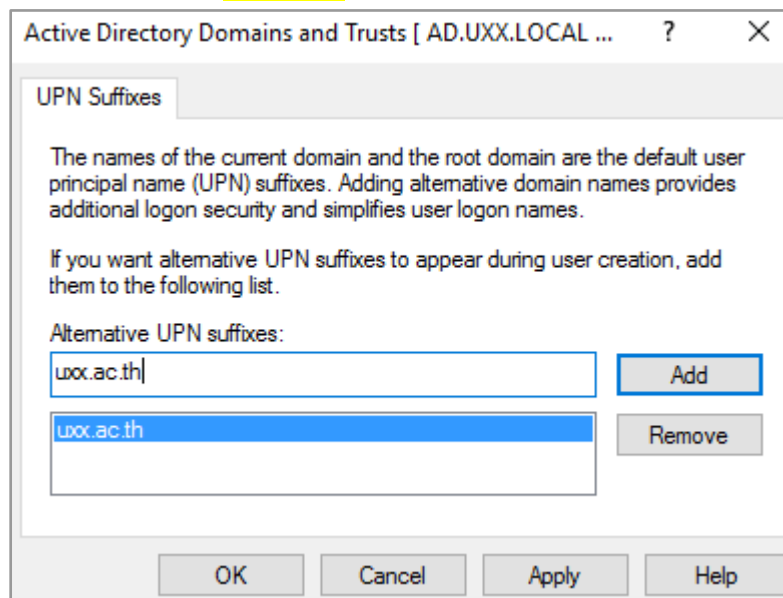 Active Directory Domains and Trusts [ AD.UXX.LOCAL ... ?
UPN Suffixes
The names of the current domain and the root domain are the default user
principal name (UPN) suffixes. Adding alternative domain names provides
additional logon security and simplifies user logon names.
If you want alternative UPN suffixes to appear during user creation, add
them to the following list.
Alternative UPN suffixes:
uxx.ac.th
Add
uxx.ac.th
Remove
OK Cancel Apply Help